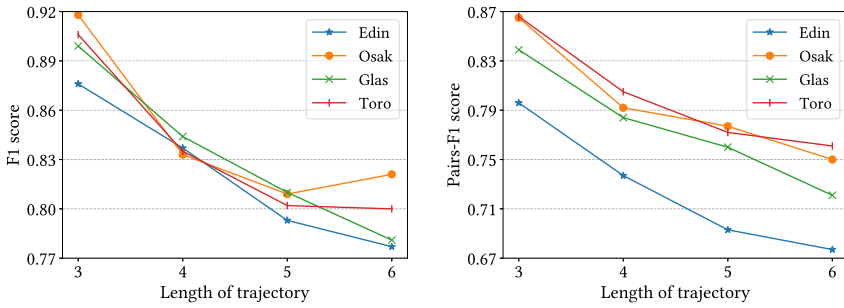 F1 score
0.92
0.89
0.86
0.83
0.80
0.77
3 4 5 6
Length of trajectory
Edin
Osak
Glas
Toro
Pairs-F1 score
0.87
0.83
0.79
0.75
0.71
0.67
3 4 5 6
Length of trajectory
Edin
Osak
Glas
Toro